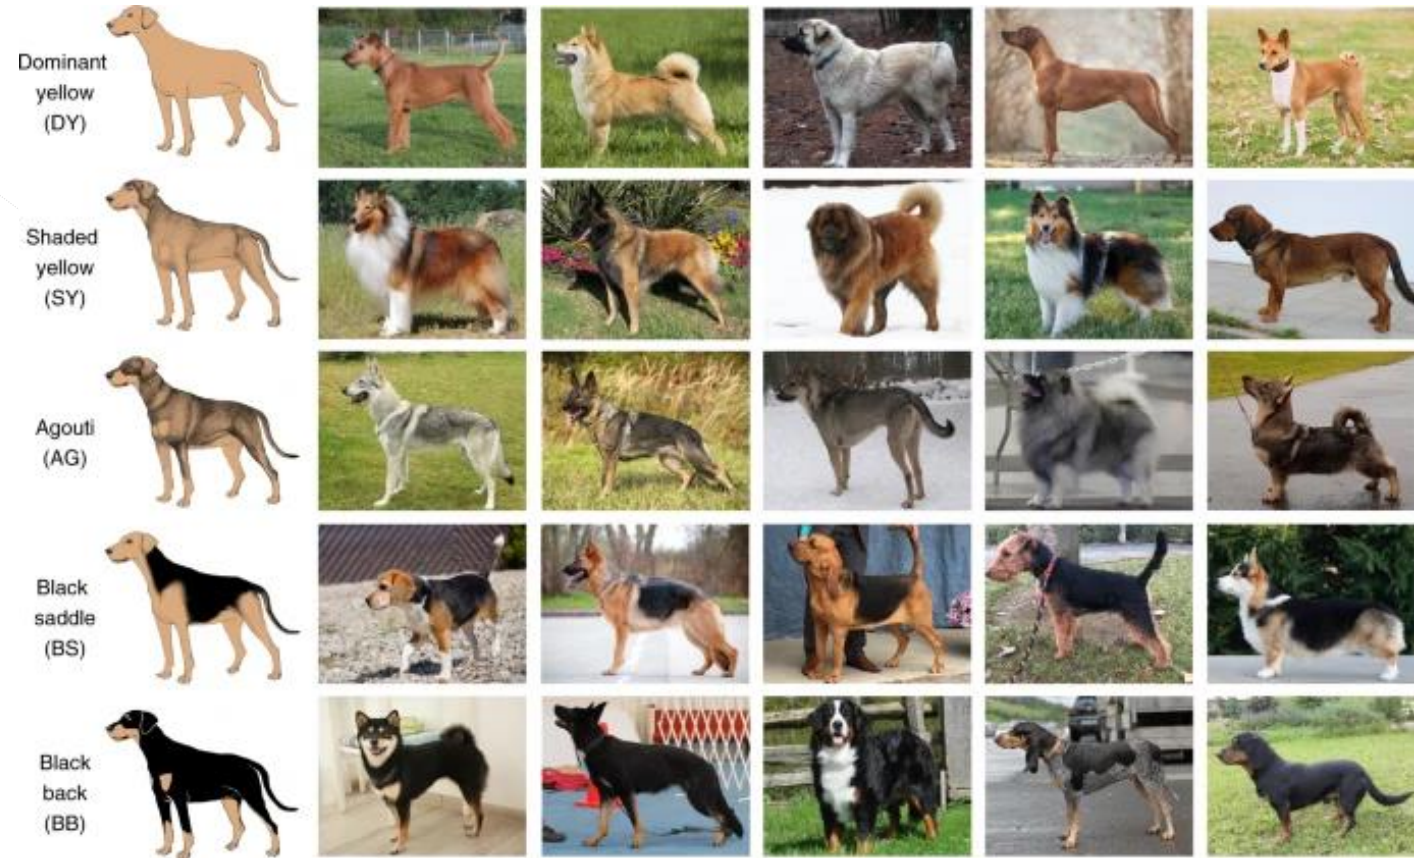 Dominant
yellow
(DY)
Shaded
yellow
(SY)
Agouti
(AG)
Black
saddle
(BS)
Black
back
(BB)